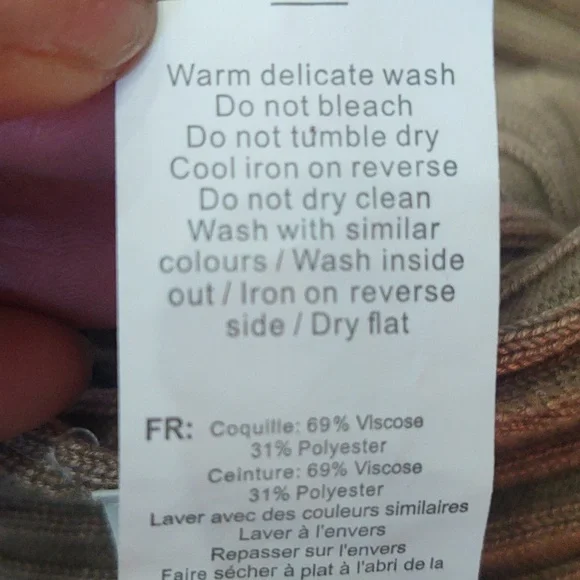 Warm delicate wash
Do not bleach
Do not tumble dry
Cool iron on reverse
Do not dry clean
Wash with similar
colours / Wash inside
out / Iron on reverse
side / Dry flat
FR: Coquille: 69% Viscose
31% Polyester
Ceinture: 69% Viscose
31% Polyester
Laver avec des couleurs similaires
Laver à l'envers
Repasser sur l'envers
Faire sécher à plat à l'abri de la